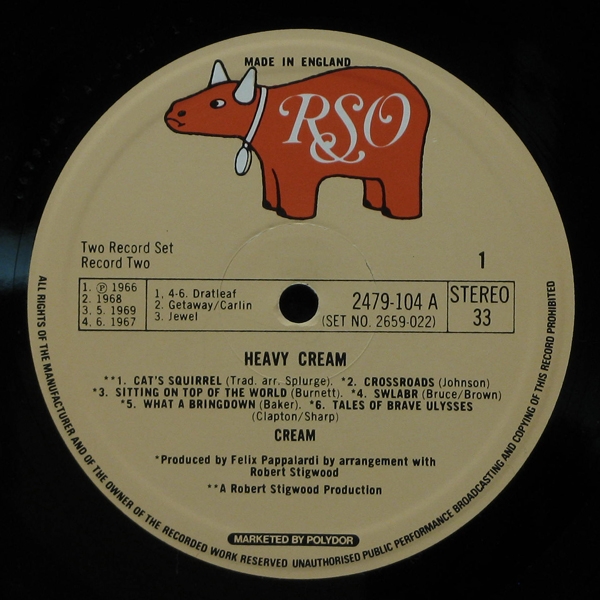 MADE IN ENGLAND
RSO
Two Record Set
Record Two
1
1. ℗ 1966
2. 1968
3. 5. 1969
4. 6. 1967
1, 4-6. Dratleaf
2. Getaway/Carlin
3. Jewel
2479-104 A
(SET NO. 2659-022)
STEREO
33
HEAVY CREAM
**1. CAT'S SQUIRREL (Trad. arr. Splurge). *2. CROSSROADS (Johnson)
*3. SITTING ON TOP OF THE WORLD (Burnett). *4. SWLABR (Bruce/Brown)
*5. WHAT A BRINGDOWN (Baker). *6. TALES OF BRAVE ULYSSES
(Clapton/Sharp)
CREAM
*Produced by Felix Pappalardi by arrangement with
Robert Stigwood
**A Robert Stigwood Production
MARKETED BY POLYDOR
ALL RIGHTS OF THE MANUFACTURER AND OF THE OWNER OF THE RECORDED WORK RESERVED UNAUTHORISED PUBLIC PERFORMANCE BROADCASTING AND COPYING OF THIS RECORD PROHIBITED